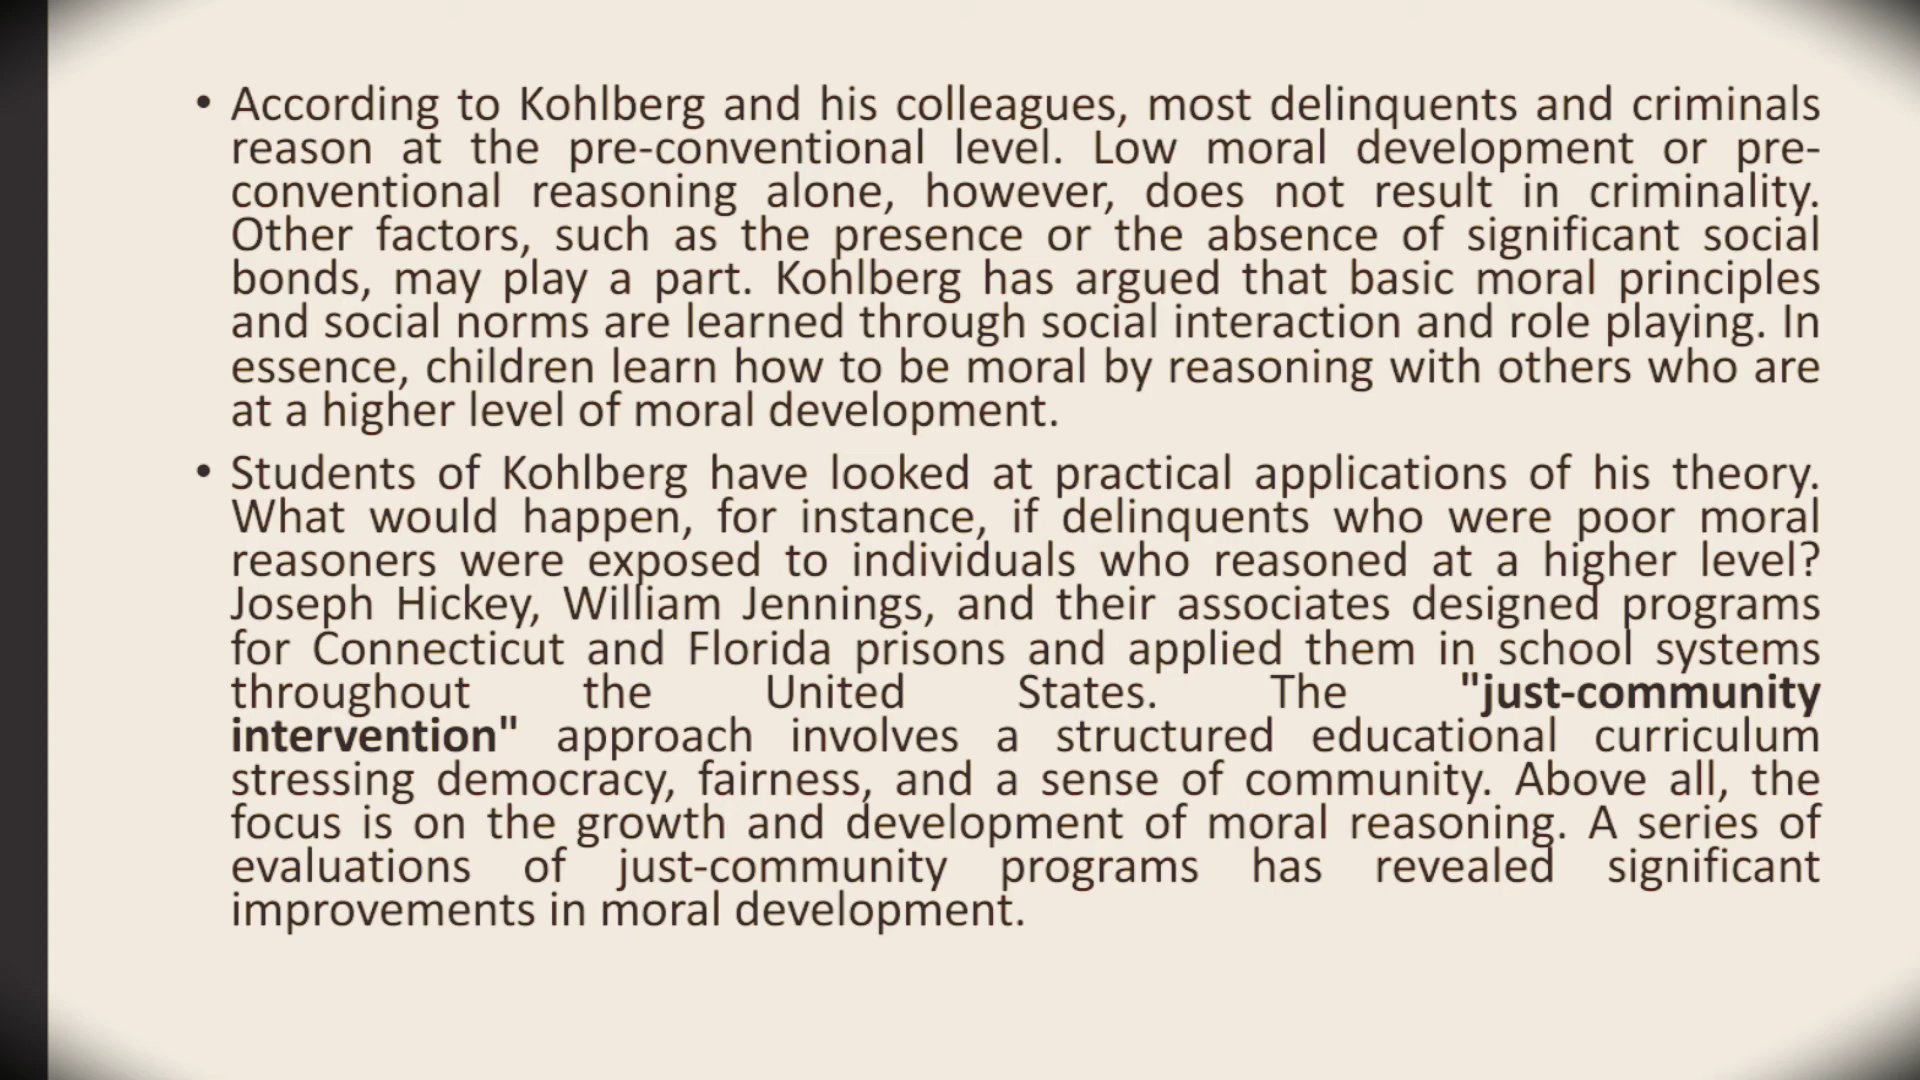 • According to Kohlberg and his colleagues, most delinquents and criminals
reason at the pre-conventional level. Low moral development or pre-
conventional reasoning alone, however, does not result in criminality.
Other factors, such as the presence or the absence of significant social
bonds, may play a part. Kohlberg has argued that basic moral principles
and social norms are learned through social interaction and role playing. In
essence, children learn how to be moral by reasoning with others who are
at a higher level of moral development.
• Students of Kohlberg have looked at practical applications of his theory.
What would happen, for instance, if delinquents who were poor moral
reasoners were exposed to individuals who reasoned at a higher level?
Joseph Hickey, William Jennings, and their associates designed programs
for Connecticut and Florida prisons and applied them in school systems
throughout the United States. The "just-community
intervention" approach involves a structured educational curriculum
stressing democracy, fairness, and a sense of community. Above all, the
focus is on the growth and development of moral reasoning. A series of
evaluations of just-community programs has revealed significant
improvements in moral development.